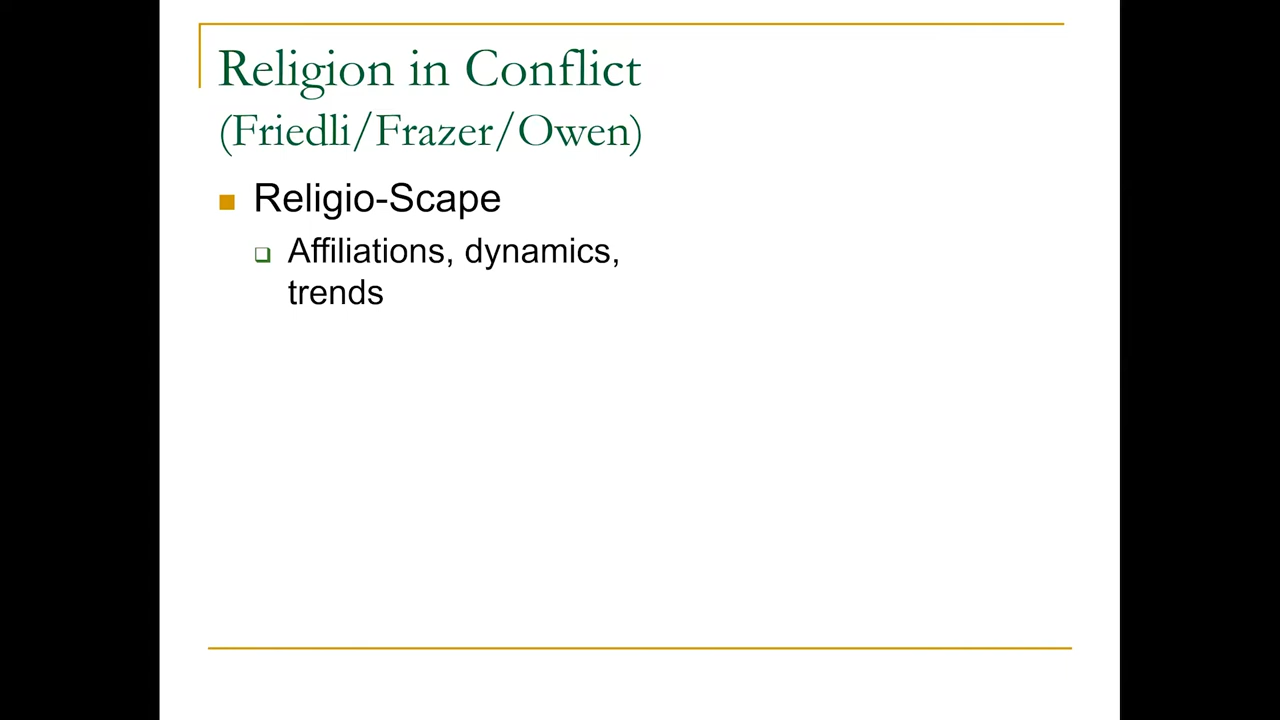 Religion in Conflict
(Friedli/Frazer/Owen)
Religio-Scape
Affiliations, dynamics,
trends